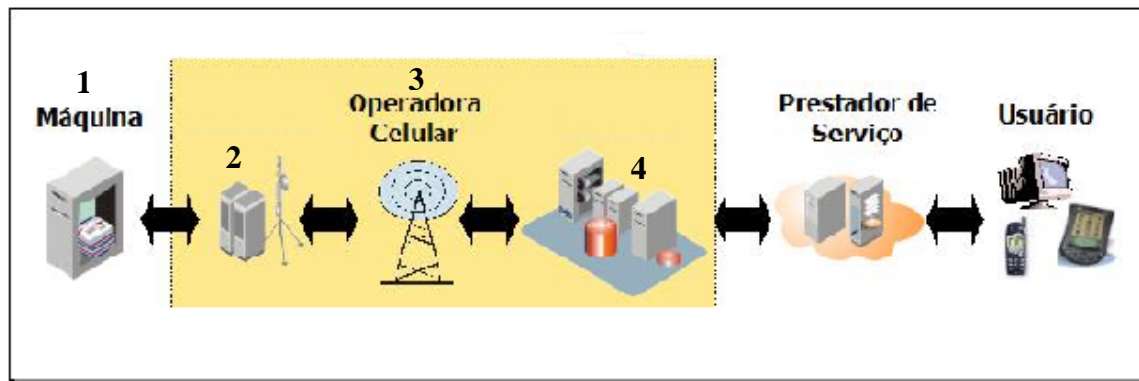 1
Máquina
2
3
Operadora
Celular
4
Prestador de
Serviço
Usuário